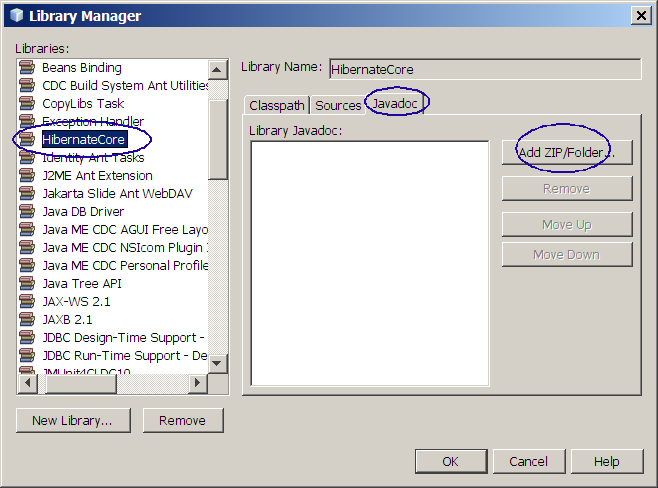 Library Manager
Libraries:
Beans Binding
CDC Build System Ant Utilities
CopyLibs Task
Exception Handler
HibernateCore
Identity Ant Tasks
J2ME Ant Extension
Jakarta Slide Ant WebDAV
Java DB Driver
Java ME CDC AGUI Free Layo
Java ME CDC NSIcom Plugin I
Java ME CDC Personal Profile
Java Tree API
JAX-WS 2.1
JAXB 2.1
JDBC Design-Time Support -
JDBC Run-Time Support - De
JMUnit4CLDC10
New Library...
Remove
Library Name:
HibernateCore
Classpath
Sources
Javadoc
Library Javadoc:
Add ZIP/Folder...
Remove
Move Up
Move Down
OK
Cancel
Help